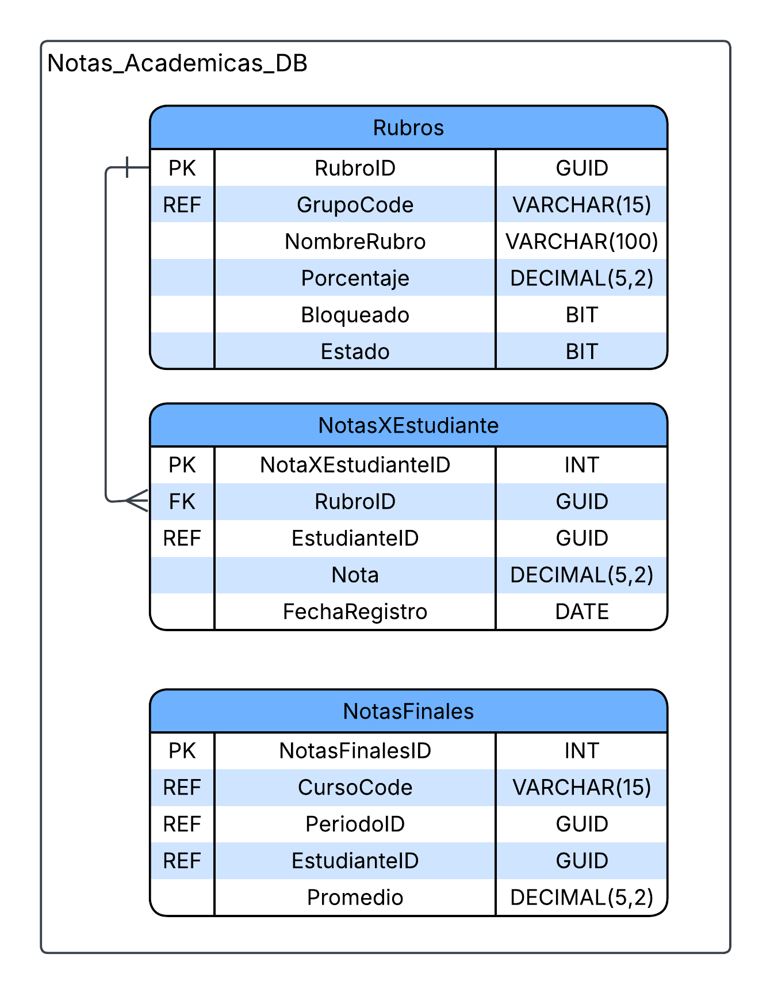 Notas_Academicas_DB
Rubros
PK RubroID GUID
REF GrupoCode VARCHAR(15)
NombreRubro VARCHAR(100)
Porcentaje DECIMAL(5,2)
Bloqueado BIT
Estado BIT
NotasXEstudiante
PK NotaXEstudianteID INT
FK RubroID GUID
REF EstudianteID GUID
Nota DECIMAL(5,2)
FechaRegistro DATE
NotasFinales
PK NotasFinalesID INT
REF CursoCode VARCHAR(15)
REF PeriodoID GUID
REF EstudianteID GUID
Promedio DECIMAL(5,2)